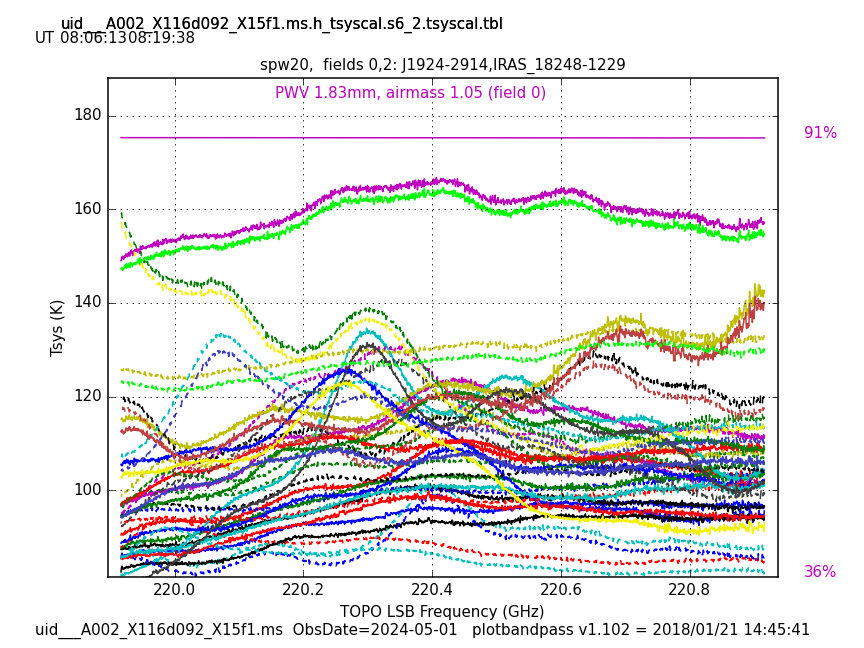 uid___A002_X116d092_X15f1.ms.h_tsyscal.s6_2.tsyscal.tbl
UT 08:06:13 08:19:38
spw20,  fields 0,2: J1924-2914,IRAS_18248-1229
PWV 1.83mm, airmass 1.05 (field 0)
180
91%
160
140
Tsys (K)
120
100
36%
220.0 220.2 220.4 220.6 220.8
TOPO LSB Frequency (GHz)
uid___A002_X116d092_X15f1.ms  ObsDate=2024-05-01   plotbandpass v1.102 = 2018/01/21 14:45:41